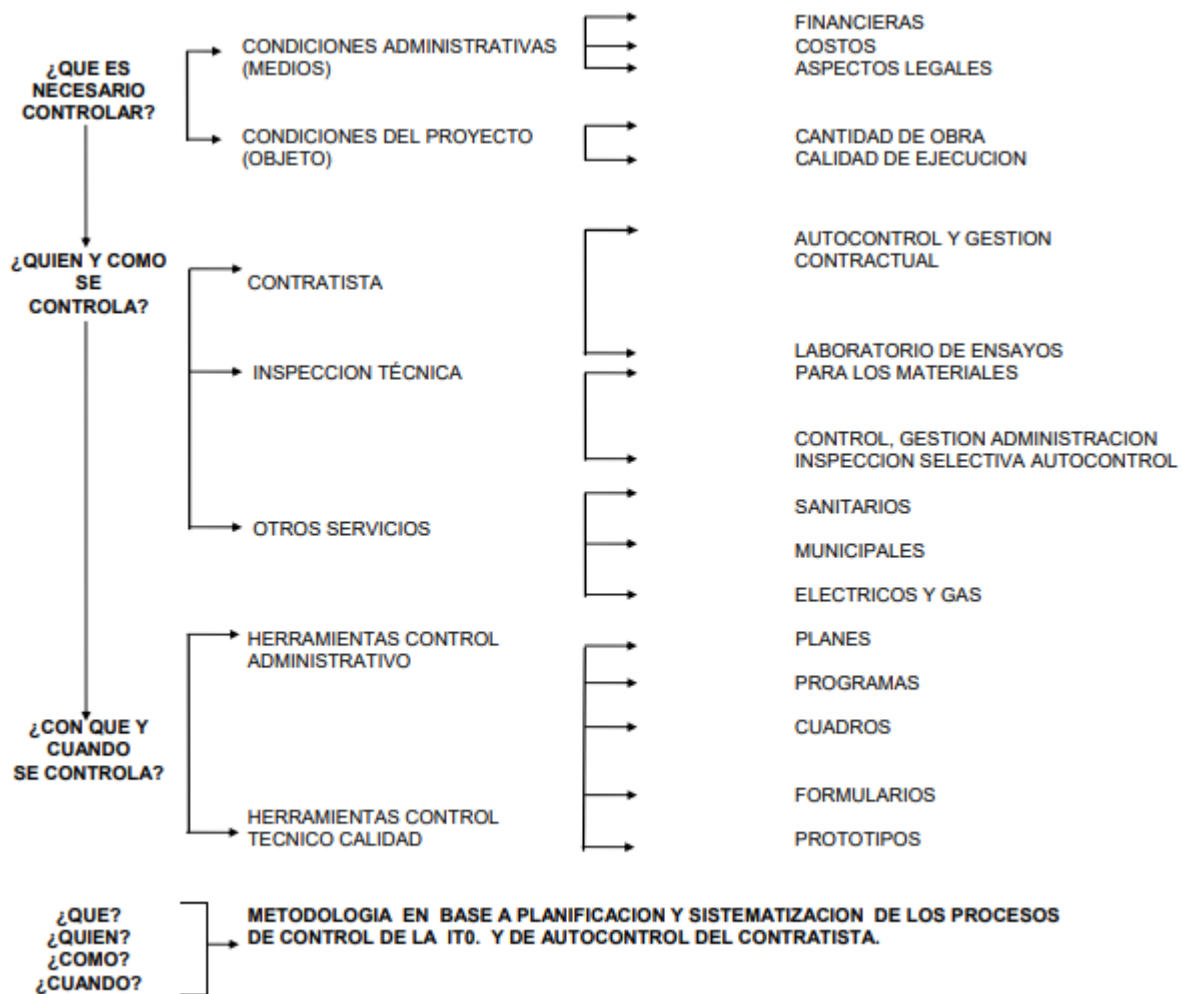 ¿QUE ES
NECESARIO
CONTROLAR?
CONDICIONES ADMINISTRATIVAS
(MEDIOS)
FINANCIERAS
COSTOS
ASPECTOS LEGALES
CONDICIONES DEL PROYECTO
(OBJETO)
CANTIDAD DE OBRA
CALIDAD DE EJECUCION
¿QUIEN Y COMO
SE
CONTROLA?
CONTRATISTA
AUTOCONTROL Y GESTION
CONTRACTUAL
INSPECCION TÉCNICA
LABORATORIO DE ENSAYOS
PARA LOS MATERIALES
CONTROL, GESTION ADMINISTRACION
INSPECCION SELECTIVA AUTOCONTROL
OTROS SERVICIOS
SANITARIOS
MUNICIPALES
ELECTRICOS Y GAS
¿CON QUE Y
CUANDO
SE CONTROLA?
HERRAMIENTAS CONTROL
ADMINISTRATIVO
HERRAMIENTAS CONTROL
TECNICO CALIDAD
PLANES
PROGRAMAS
CUADROS
FORMULARIOS
PROTOTIPOS
¿QUE?
¿QUIEN?
¿COMO?
¿CUANDO?
METODOLOGIA EN BASE A PLANIFICACION Y SISTEMATIZACION DE LOS PROCESOS
DE CONTROL DE LA IT0. Y DE AUTOCONTROL DEL CONTRATISTA.